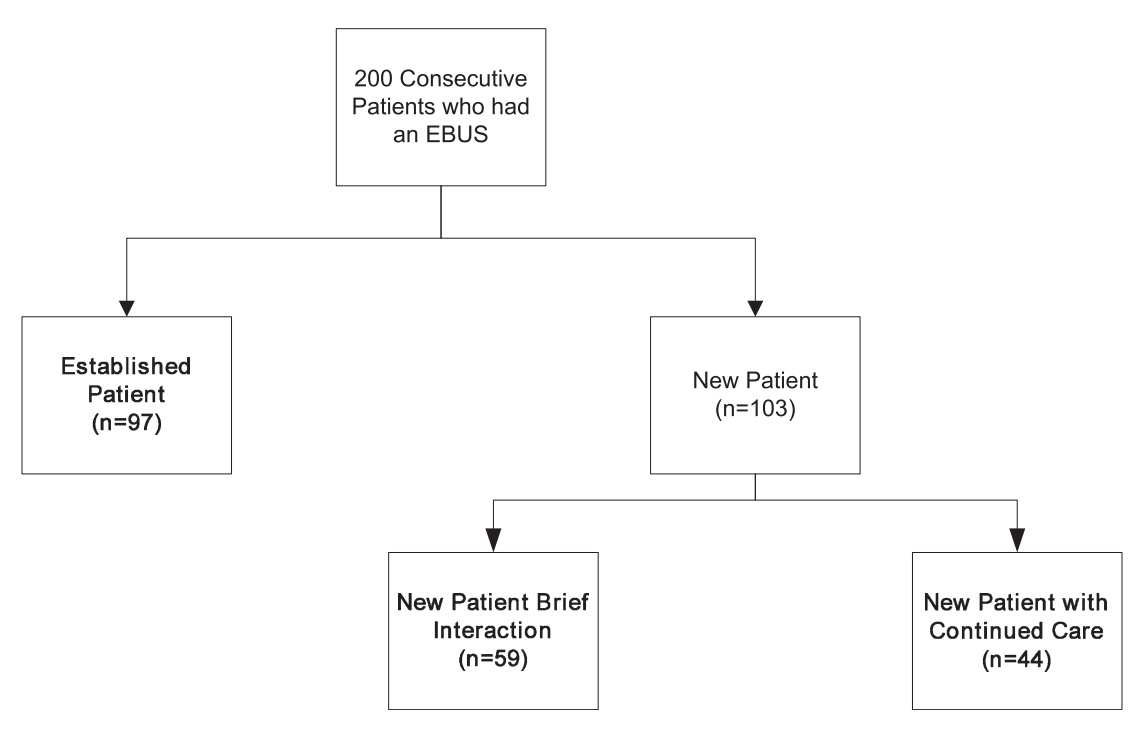 200 Consecutive
Patients who had
an EBUS
Established
Patient
(n=97)
New Patient
(n=103)
New Patient Brief
Interaction
(n=59)
New Patient with
Continued Care
(n=44)